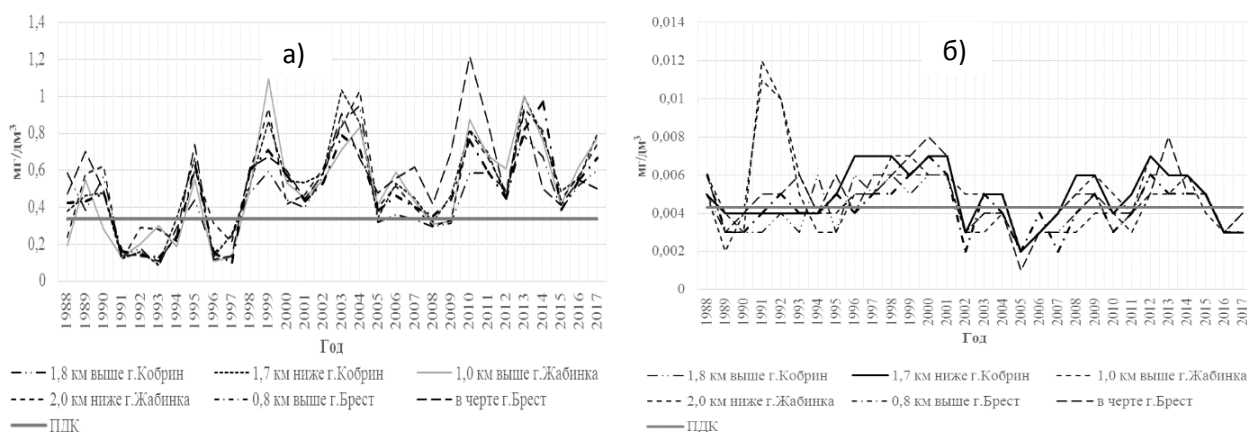 а)
мг/дм³
1,4
1,2
1
0,8
0,6
0,4
0,2
0
1988 1989 1990 1991 1992 1993 1994 1995 1996 1997 1998 1999 2000 2001 2002 2003 2004 2005 2006 2007 2008 2009 2010 2011 2012 2013 2014 2015 2016 2017
Год
1,8 км выше г.Кобрин 1,7 км ниже г.Кобрин 1,0 км выше г.Жабинка
2,0 км ниже г.Жабинка 0,8 км выше г.Брест в черте г.Брест
ПДК
б)
мг/дм³
0,014
0,012
0,01
0,008
0,006
0,004
0,002
0
1988 1989 1990 1991 1992 1993 1994 1995 1996 1997 1998 1999 2000 2001 2002 2003 2004 2005 2006 2007 2008 2009 2010 2011 2012 2013 2014 2015 2016 2017
Год
1,8 км выше г.Кобрин 1,7 км ниже г.Кобрин 1,0 км выше г.Жабинка
2,0 км ниже г.Жабинка 0,8 км выше г.Брест в черте г.Брест
ПДК